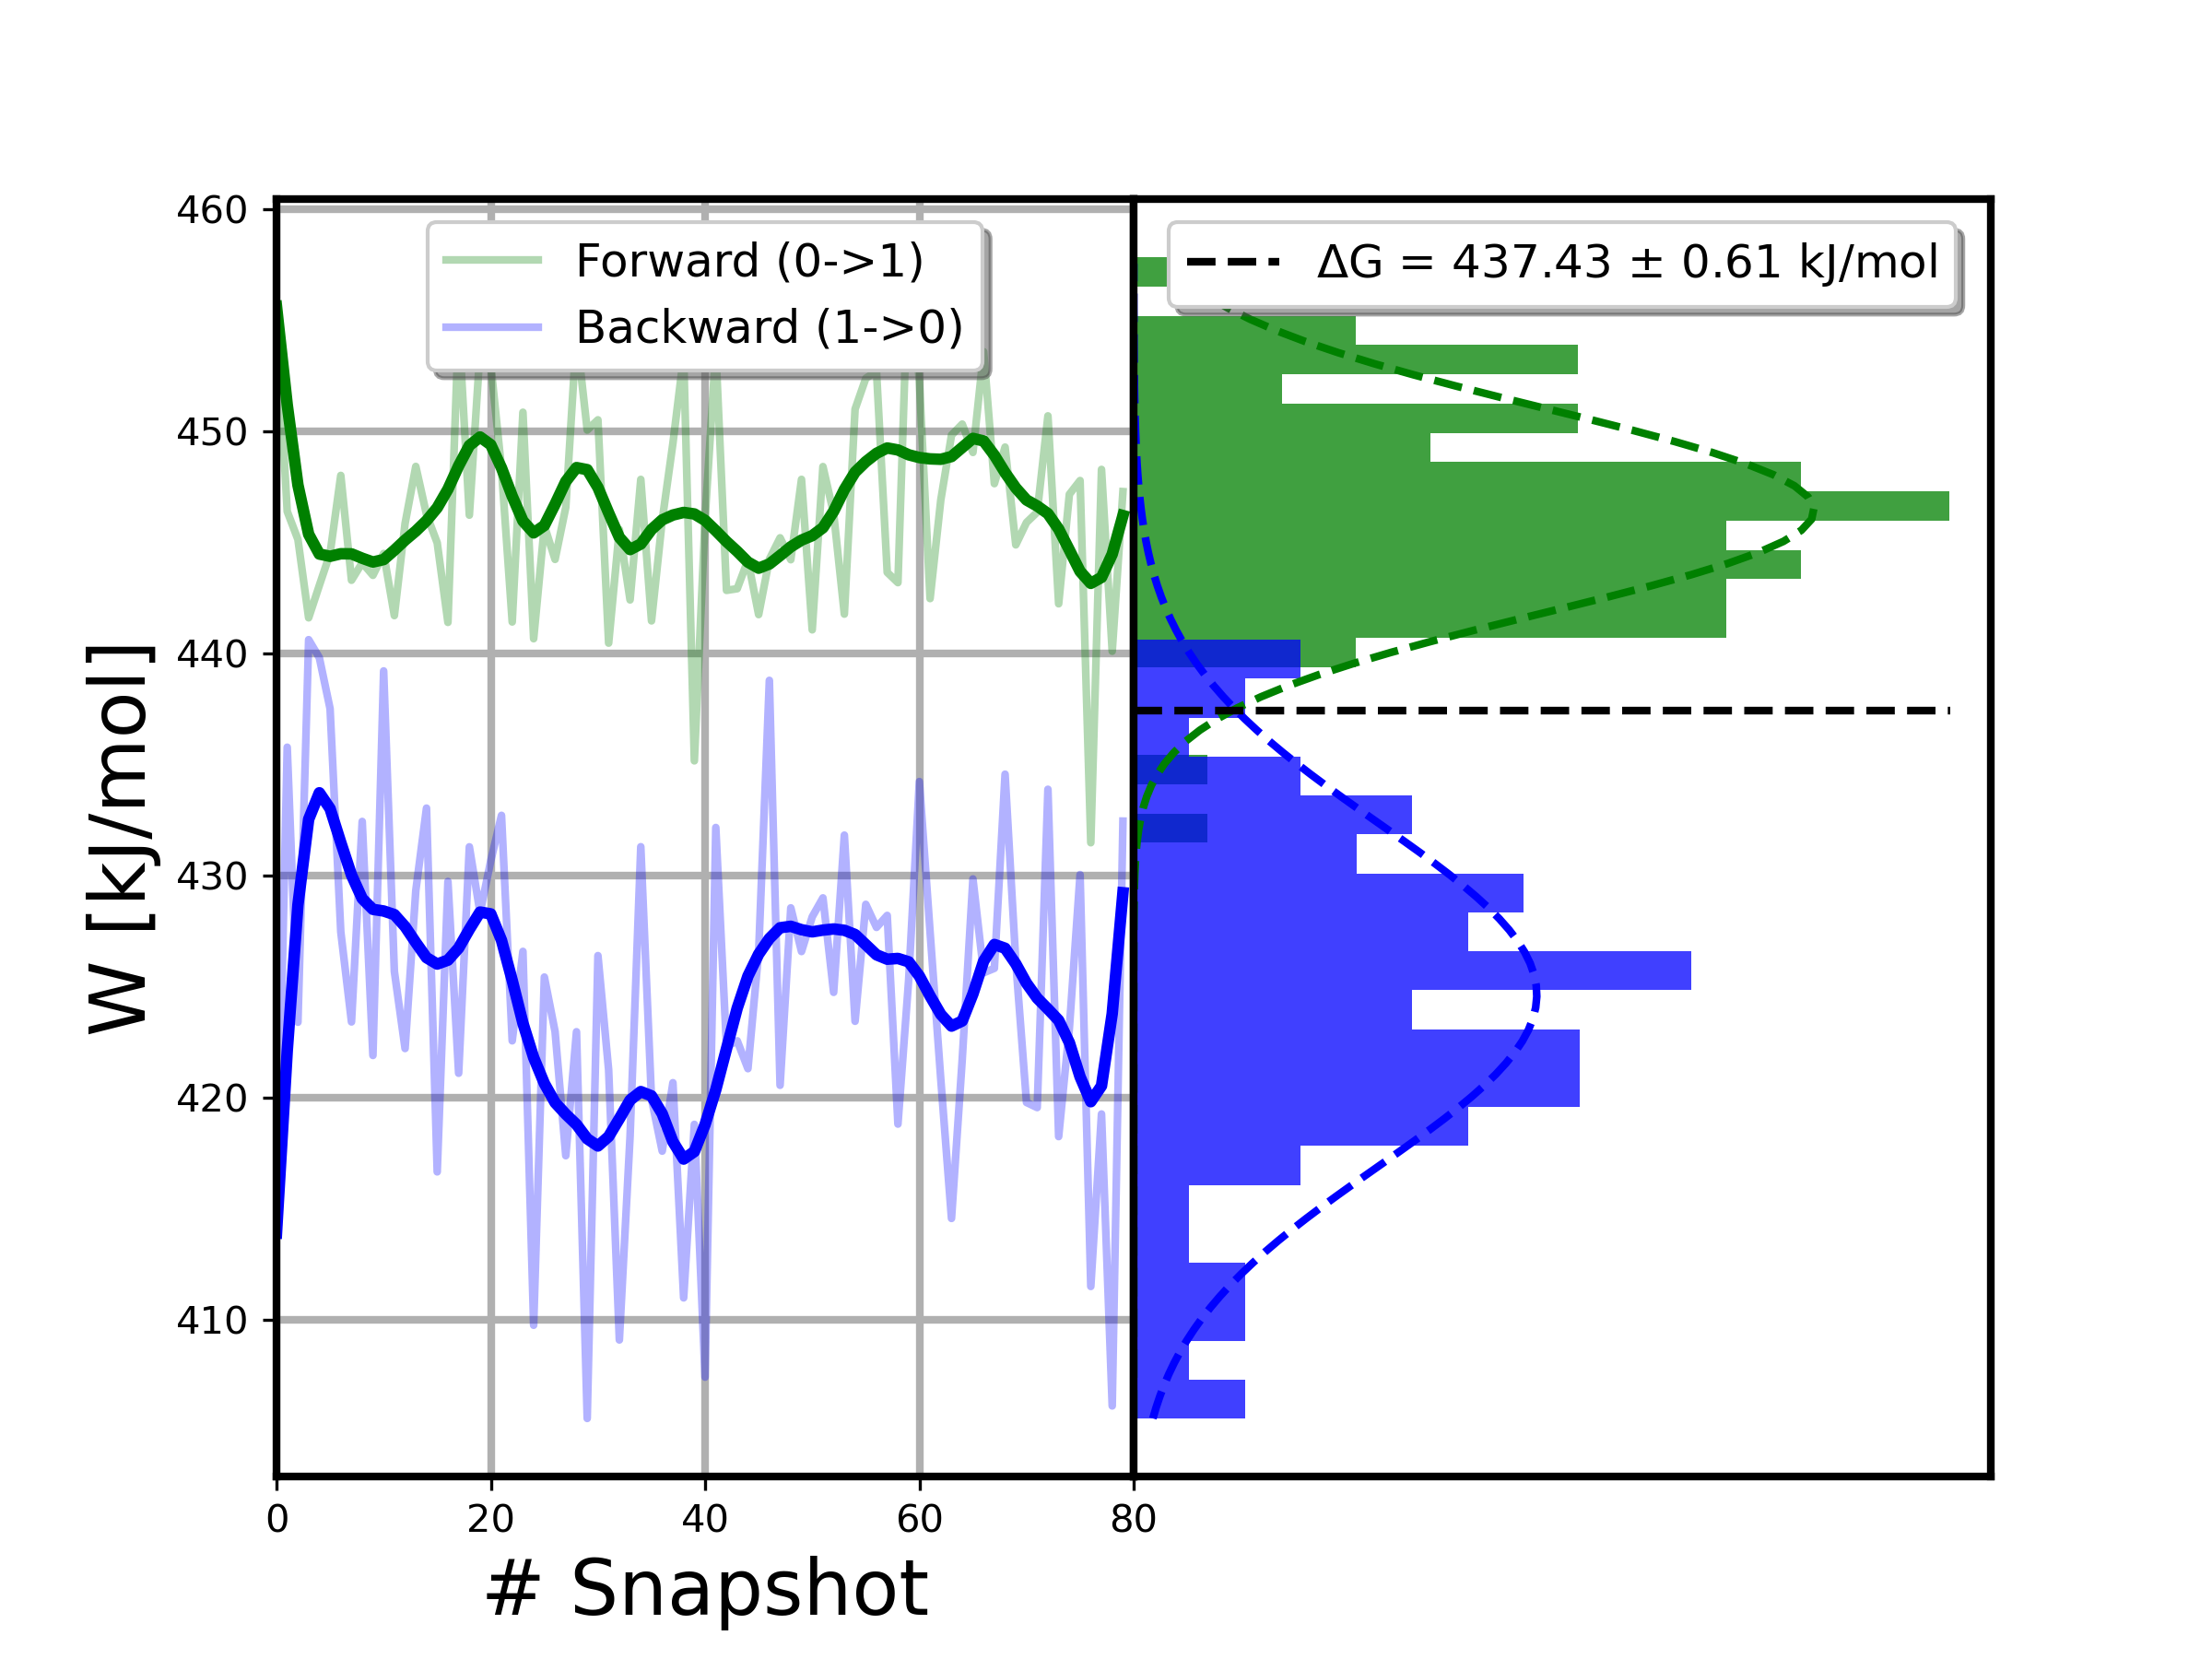 Forward (0->1)
Backward (1->0)
ΔG = 437.43 ± 0.61 kJ/mol
W [kJ/mol]
460
450
440
430
420
410
0 20 40 60 80
# Snapshot